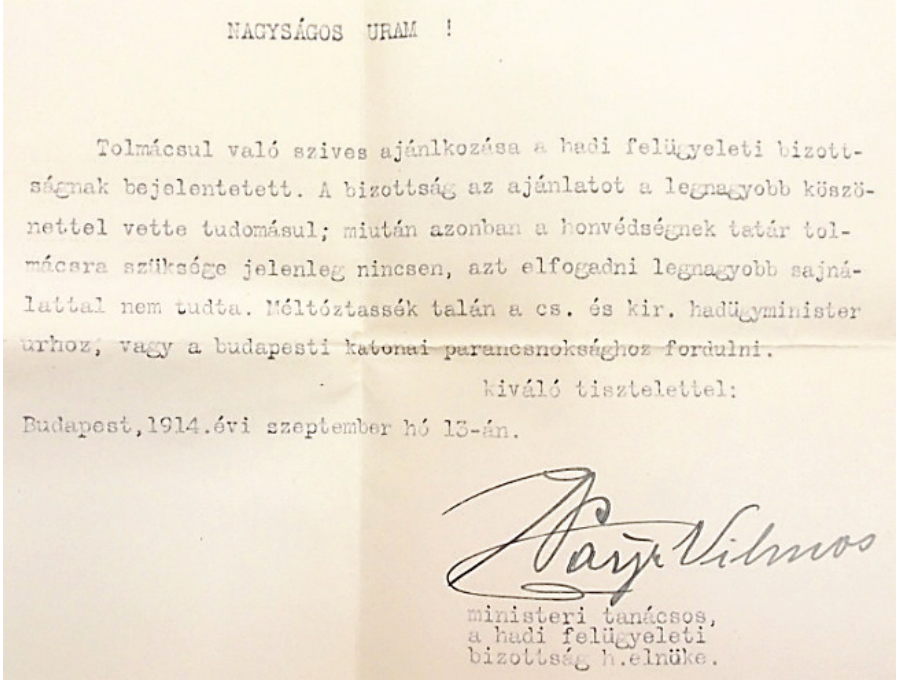 NAGYSÁGOS URAM !
Tolmácsul való szives ajánlkozása a hadi felügyeleti bizott-
ságnak bejelentetett. A bizottság az ajánlatot a legnagyobb köszö-
nettel vette tudomásul; miután azonban a honvédségnek tatár tol-
mácsra szüksége jelenleg nincsen, azt elfogadni legnagyobb sajná-
lattal nem tudta. Méltóztassék talán a cs. és kir. hadügyminister
urhoz, vagy a budapesti katonai parancsnoksághoz fordulni.
kiváló tisztelettel:
Budapest,1914.évi szeptember hó 13-án.
Vilmos
ministeri tanácsos,
a hadi felügyeleti
bizottság h.elnüke.